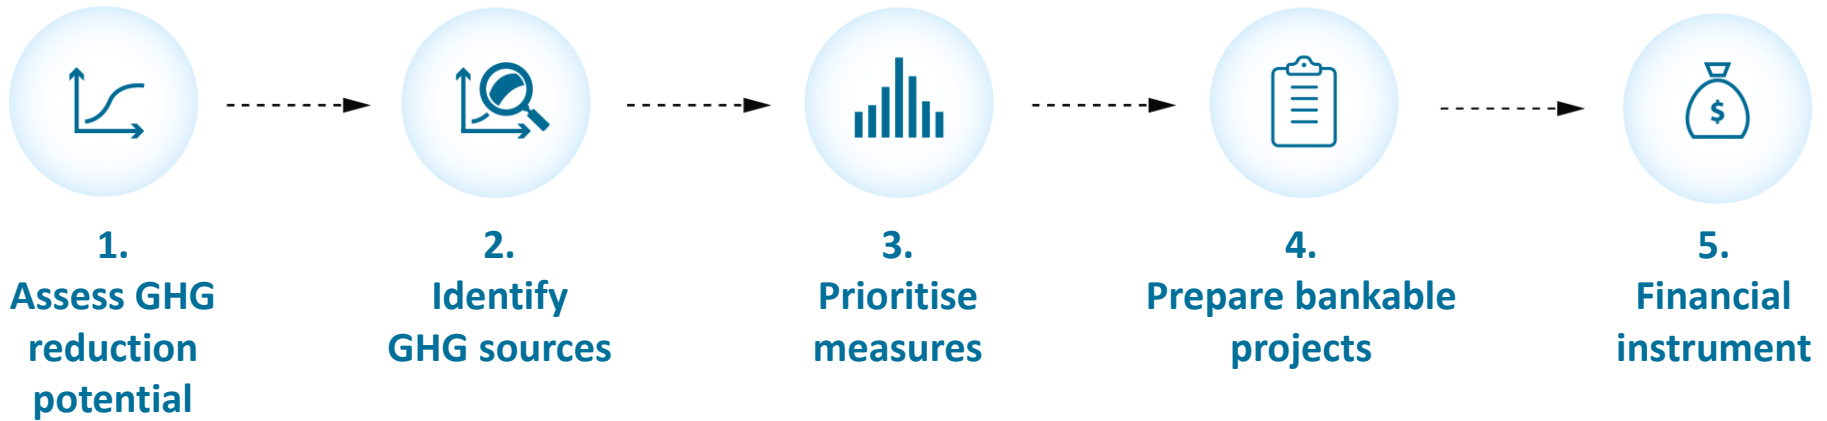 $
1.
Assess GHG
reduction
potential
2.
Identify
GHG sources
3.
Prioritise
measures
4.
Prepare bankable
projects
5.
Financial
instrument